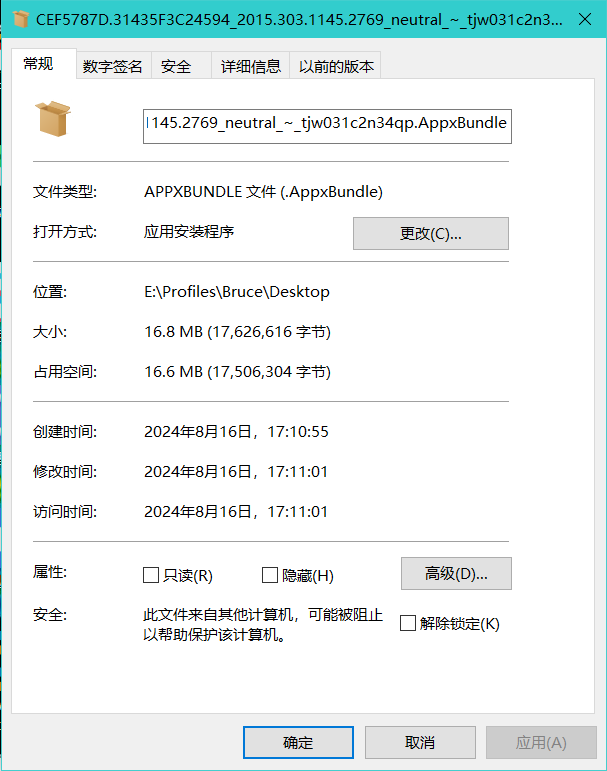 CEF5787D.31435F3C24594_2015.303.1145.2769_neutral_~_tjw031c2n3...
常规 数字签名 安全 详细信息 以前的版本
145.2769_neutral_~_tjw031c2n34qp.AppxBundle
文件类型: APPXBUNDLE 文件 (.AppxBundle)
打开方式: 应用安装程序 更改(C)...
位置: E:\Profiles\Bruce\Desktop
大小: 16.8 MB (17,626,616 字节)
占用空间: 16.6 MB (17,506,304 字节)
创建时间: 2024年8月16日，17:10:55
修改时间: 2024年8月16日，17:11:01
访问时间: 2024年8月16日，17:11:01
属性: 只读(R) 隐藏(H) 高级(D)...
安全: 此文件来自其他计算机，可能被阻止
以帮助保护该计算机。 解除锁定(K)
确定 取消 应用(A)